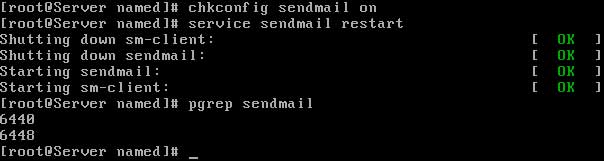 [root@Server named]# chkconfig sendmail on
[root@Server named]# service sendmail restart
Shutting down sm-client: [ OK ]
Shutting down sendmail: [ OK ]
Starting sendmail: [ OK ]
Starting sm-client: [ OK ]
[root@Server named]# pgrep sendmail
6440
6448
[root@Server named]# _